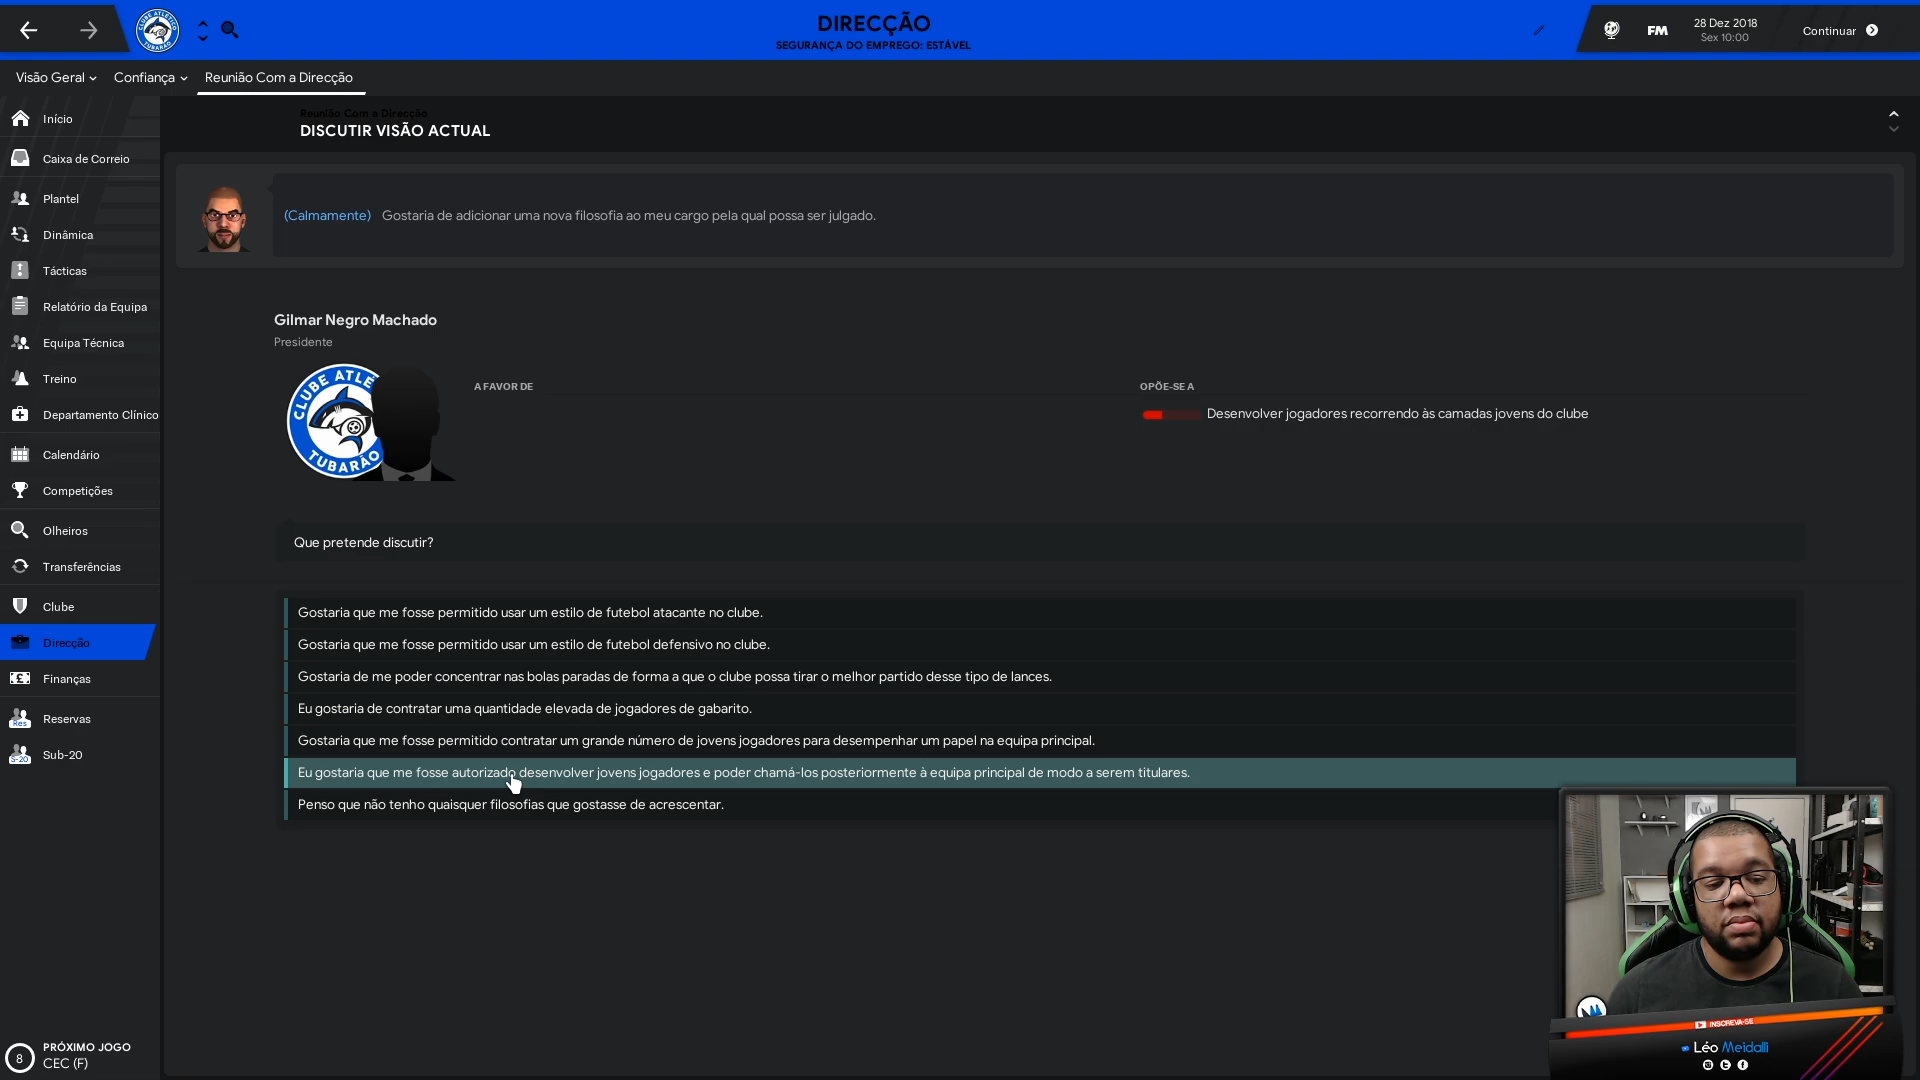 DIRECÇÃO
SEGURANÇA DO EMPREGO: ESTÁVEL
FM
28 Dez 2018
Sex 10:00
Continuar
Visão Geral
Confiança
Reunião Com a Direcção
Início
Caixa de Correio
Plantel
Dinâmica
Tácticas
Relatório da Equipa
Equipa Técnica
Treino
Departamento Clínico
Calendário
Competições
Olheiros
Transferências
Clube
Direcção
Finanças
Res
Reservas
S-20
Sub-20
8
PRÓXIMO JOGO
CEC (F)
Reunião Com a Direcção
DISCUTIR VISÃO ACTUAL
(Calmamente) Gostaria de adicionar uma nova filosofia ao meu cargo pela qual possa ser julgado.
Gilmar Negro Machado
Presidente
CLUBE ATLÉ
TUBARÃO
A FAVOR DE
OPÕE-SE A
Desenvolver jogadores recorrendo às camadas jovens do clube
Que pretende discutir?
Gostaria que me fosse permitido usar um estilo de futebol atacante no clube.
Gostaria que me fosse permitido usar um estilo de futebol defensivo no clube.
Gostaria de me poder concentrar nas bolas paradas de forma a que o clube possa tirar o melhor partido desse tipo de lances.
Eu gostaria de contratar uma quantidade elevada de jogadores de gabarito.
Gostaria que me fosse permitido contratar um grande número de jovens jogadores para desempenhar um papel na equipa principal.
Eu gostaria que me fosse autorizado desenvolver jovens jogadores e poder chamá-los posteriormente à equipa principal de modo a serem titulares.
Penso que não tenho quaisquer filosofias que gostasse de acrescentar.
INSCREVA-SE
Léo Meidalli